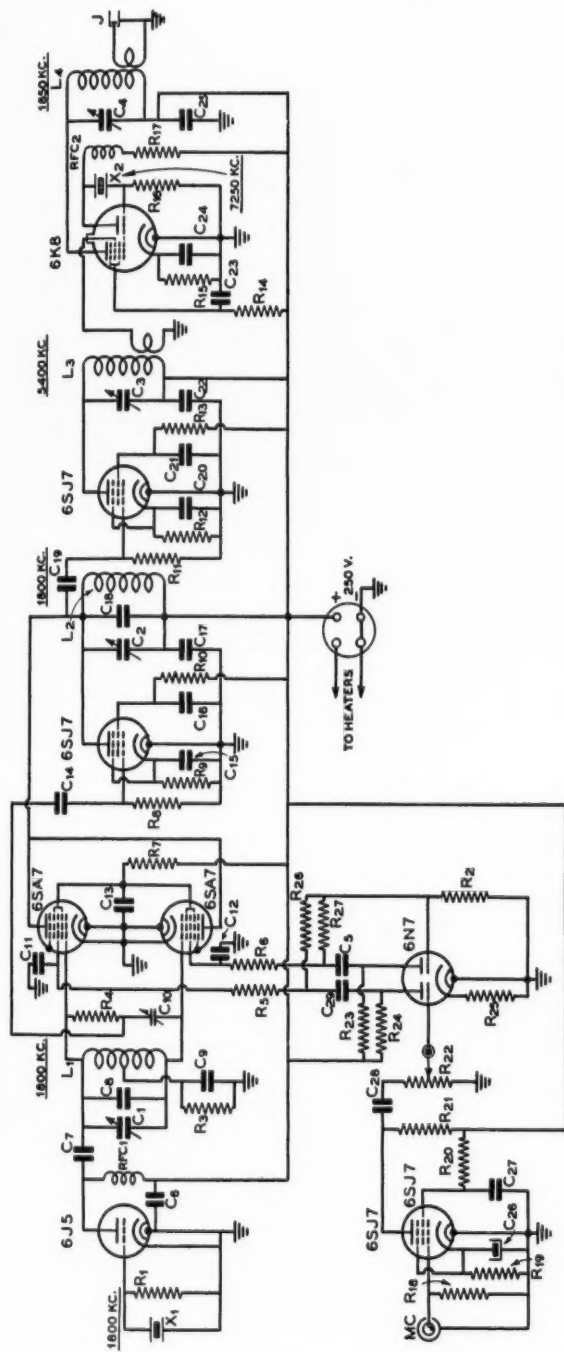 6J5
1800 KC.
X1
R1
C6
RFC1
C7
C1
C8
L1
1800 KC.
R3
C9
R4
C10
C11
6SA7
C13
R7
6SA7
C12
R5
R6
C14
R8
6SJ7
R9
C15
C16
R10
C17
C2
C18
L2
1800 KC.
C19
R11
6SJ7
R12
C20
C21
R13
C22
C3
L3
5400 KC.
6K8
R15
C23
C24
R14
R16
X2
7250 KC.
RFC2
R17
C4
C25
L4
1850 KC.
J
TO HEATERS
+
−
250 V.
MC
R18
R19
6SJ7
6SJ7
C26
C27
R20
R21
C28
R22
R23
R24
C29
C5
R26
R27
6N7
R25
R2